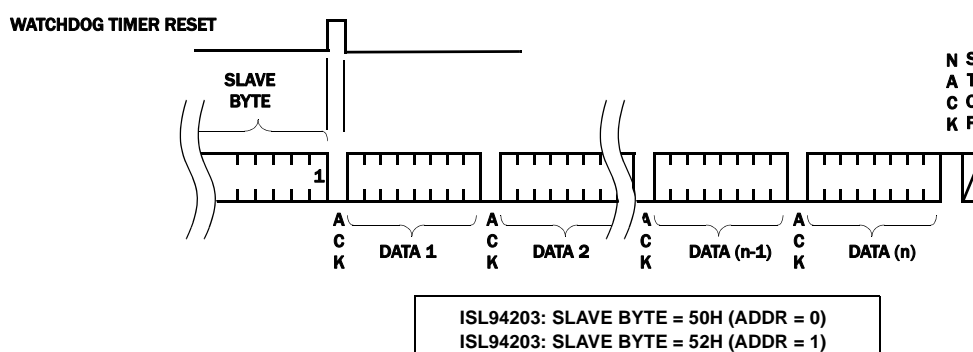 WATCHDOG TIMER RESET
SLAVE
BYTE
N S
A T
C O
K P
1
A
C
K
DATA 1
A
C
K
DATA 2
A
C
K
DATA (n-1)
A
C
K
DATA (n)
ISL94203: SLAVE BYTE = 50H (ADDR = 0)
ISL94203: SLAVE BYTE = 52H (ADDR = 1)